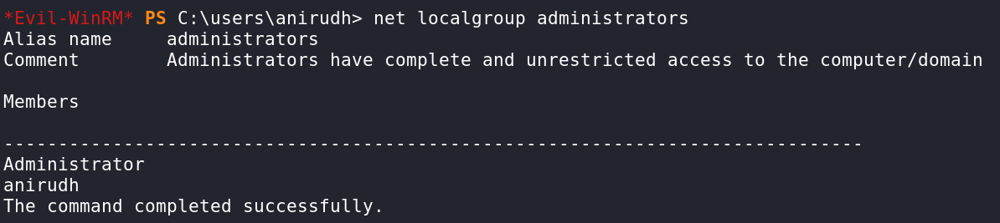 *Evil-WinRM* PS C:\users\anirudh> net localgroup administrators
Alias name     administrators
Comment        Administrators have complete and unrestricted access to the computer/domain

Members

-------------------------------------------------------------------------------
Administrator
anirudh
The command completed successfully.